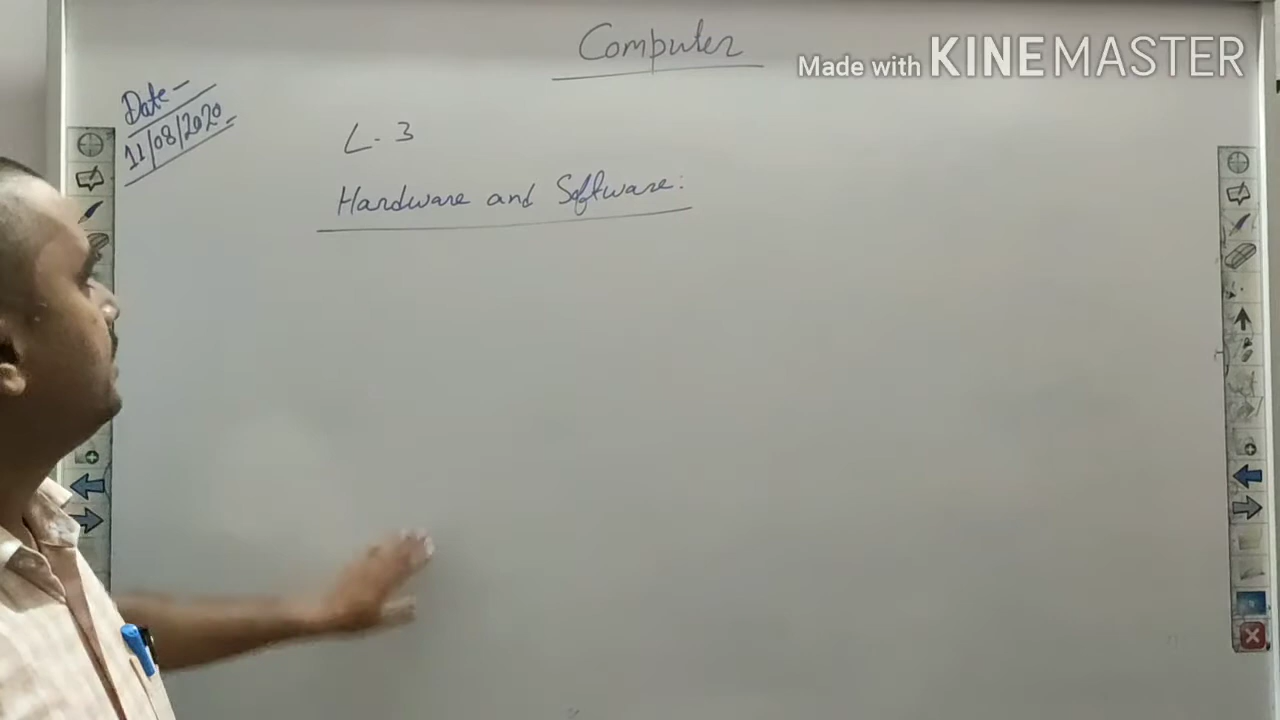 Computer
Made with KINEMASTER
Date -
11/08/2020
L. 3
Hardware and Software: